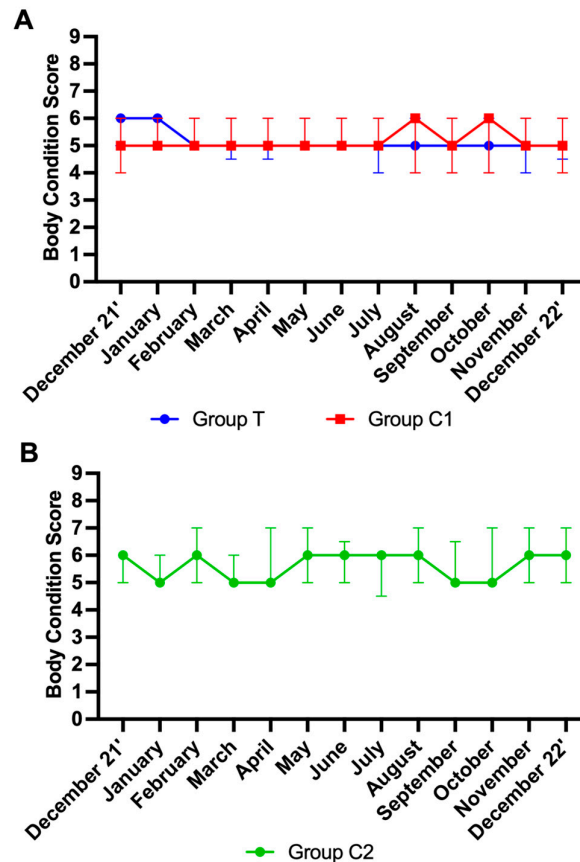 A
Body Condition Score
9
8
7
6
5
4
3
2
1
0
December 21'
January
February
March
April
May
June
July
August
September
October
November
December 22'
Group T
Group C1
B
Body Condition Score
9
8
7
6
5
4
3
2
1
0
December 21'
January
February
March
April
May
June
July
August
September
October
November
December 22'
Group C2